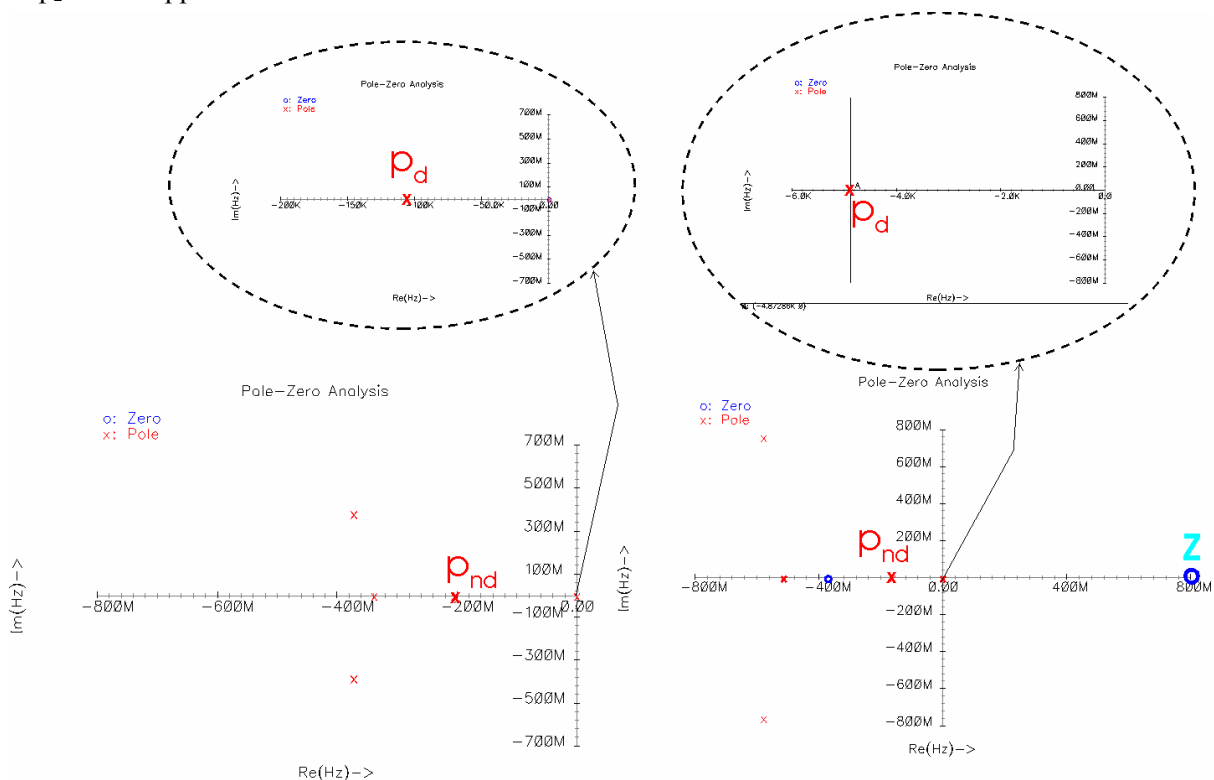 Pole-Zero Analysis
o: Zero
x: Pole
700M
500M
300M
100M
-100M
-300M
-500M
-700M
-200K
-150K
-100K
-50.0K
0.00
Im(Hz)->
Re(Hz)->
pd
Pole-Zero Analysis
o: Zero
x: Pole
800M
600M
400M
200M
0.00
-200M
-400M
-600M
-800M
-6.0K
-4.0K
-2.0K
0.0
A
Im(Hz)->
Re(Hz)->
pd
(-4.87286K 0)
Pole-Zero Analysis
o: Zero
x: Pole
700M
500M
300M
100M
-100M
-300M
-500M
-700M
-800M
-600M
-400M
-200M
0.00
Im(Hz)->
Re(Hz)->
pnd
Pole-Zero Analysis
o: Zero
x: Pole
800M
600M
400M
200M
-200M
-400M
-600M
-800M
-800M
-400M
0.00
400M
800M
Im(Hz)->
Re(Hz)->
pnd
Z